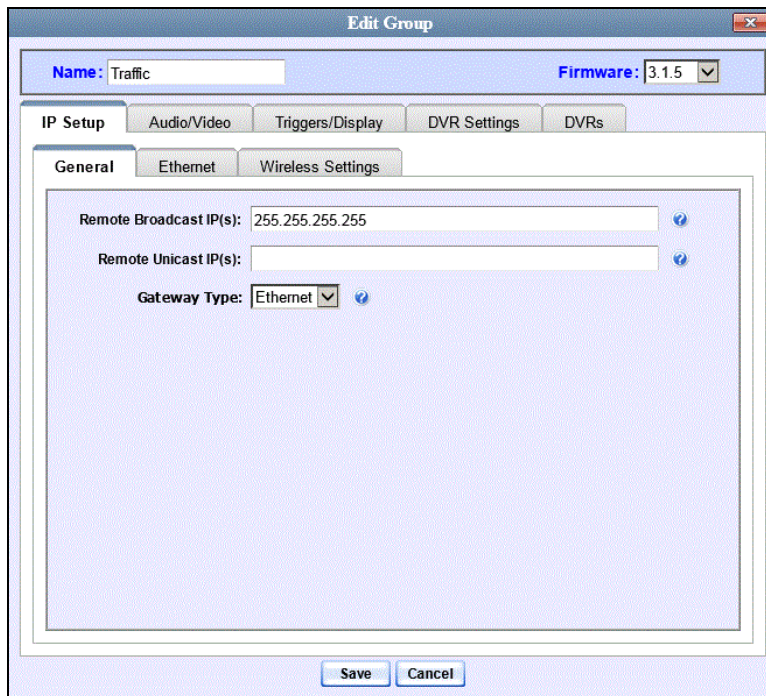 Edit Group
Name: Traffic Firmware: 3.1.5
IP Setup Audio/Video Triggers/Display DVR Settings DVRs
General Ethernet Wireless Settings
Remote Broadcast IP(s): 255.255.255.255
Remote Unicast IP(s):
Gateway Type: Ethernet
Save Cancel